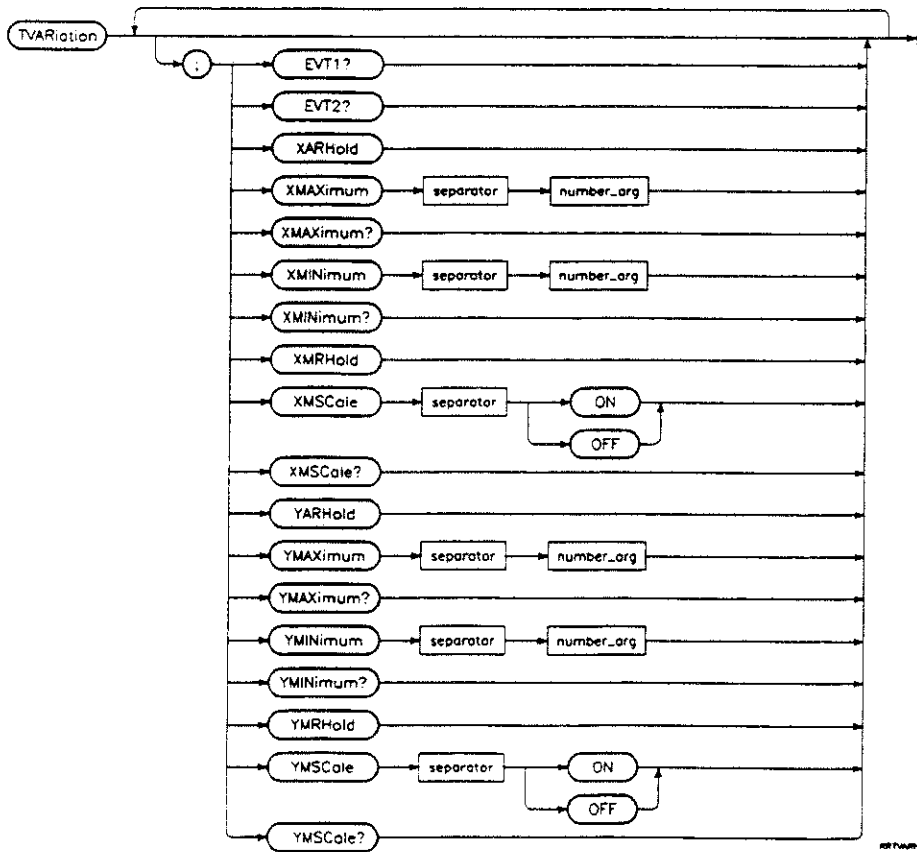 TVARiation
;
EVT1?
EVT2?
XARHold
XMAXimum separator number_arg
XMAXimum?
XMINimum separator number_arg
XMINimum?
XMRHold
XMSCale separator ON
OFF
XMSCale?
YARHold
YMAXimum separator number_arg
YMAXimum?
YMINimum separator number_arg
YMINimum?
YMRHold
YMSCale separator ON
OFF
YMSCale?